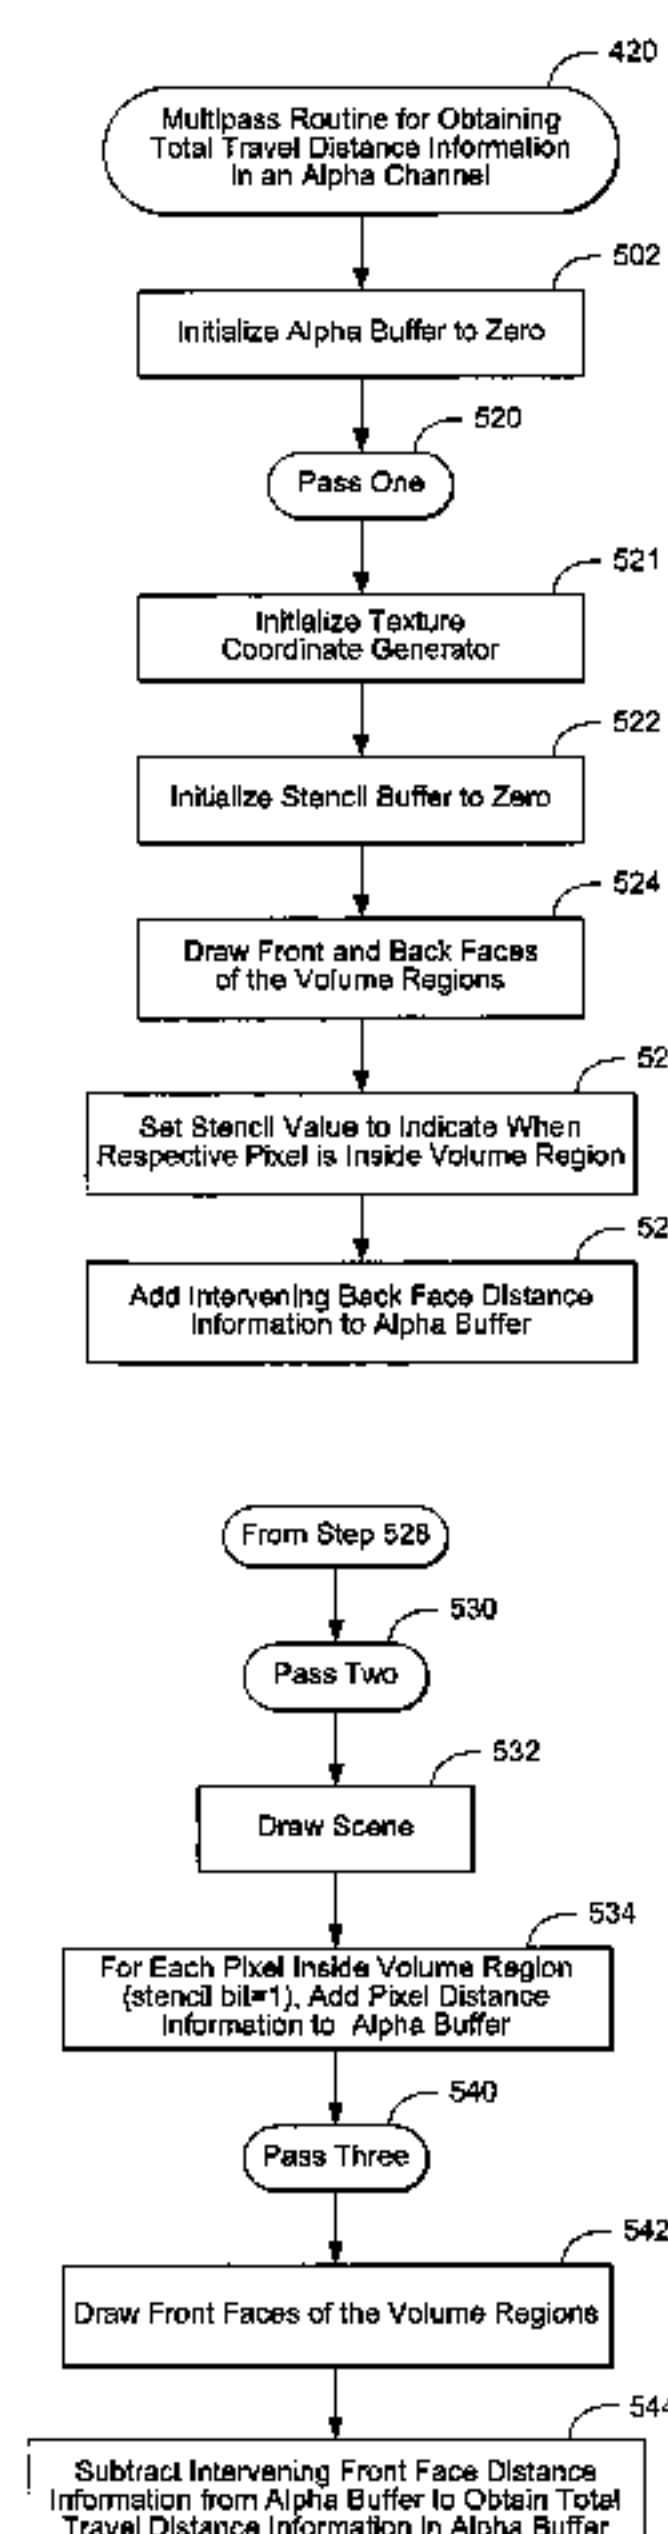 420
Multipass Routine for Obtaining
Total Travel Distance Information
in an Alpha Channel
502
Initialize Alpha Buffer to Zero
520
Pass One
521
Initialize Texture
Coordinate Generator
522
Initialize Stencil Buffer to Zero
524
Draw Front and Back Faces
of the Volume Regions
52
Set Stencil Value to Indicate When
Respective Pixel is Inside Volume Region
52
Add Intervening Back Face Distance
Information to Alpha Buffer
From Step 528
530
Pass Two
532
Draw Scene
534
For Each Pixel Inside Volume Region
(stencil bit=1), Add Pixel Distance
Information to Alpha Buffer
540
Pass Three
542
Draw Front Faces of the Volume Regions
544
Subtract Intervening Front Face Distance
Information from Alpha Buffer to Obtain Total
Travel Distance Information in Alpha Buffer